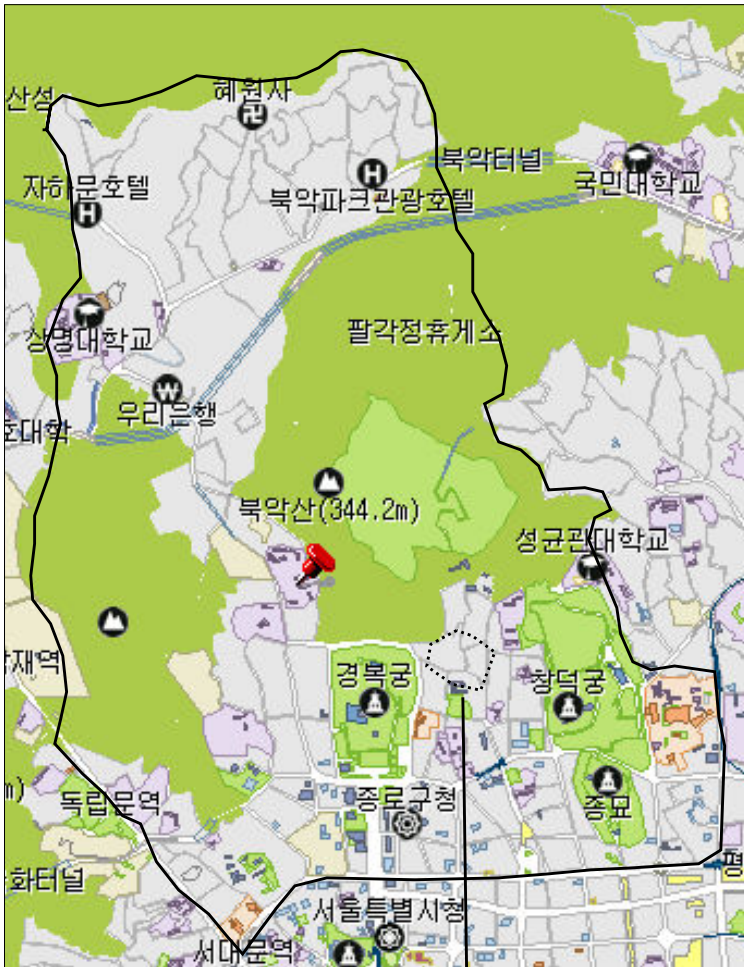 산성
혜원사
북악터널
국민대학교
자하문호텔
북악파크관광호텔
상명대학교
팔각정휴게소
우리은행
호대학
북악산(344.2m)
성균관대학교
경복궁
창덕궁
재역
m)
독립문역
종로구청
종묘
화터널
평
서울특별시청
서대문역